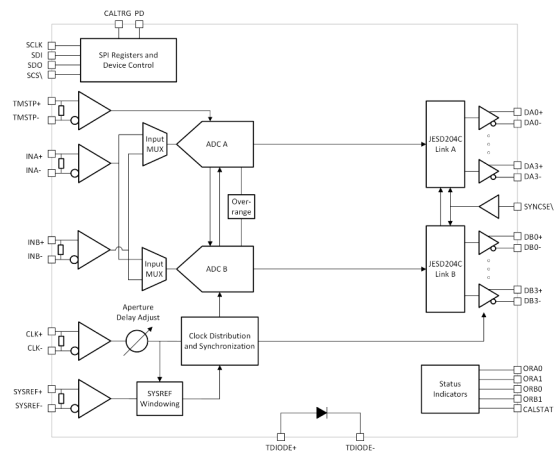 CALTRG PD
SCLK
SDI
SDO
SCS\
SPI Registers and
Device Control
TMSTP+
TMSTP-
INA+
INA-
Input
MUX
ADC A
JESD204C
Link A
DA0+
DA0-
DA3+
DA3-
Over-
range
SYNCSE\
INB+
INB-
Input
MUX
ADC B
JESD204C
Link B
DB0+
DB0-
DB3+
DB3-
Aperture
Delay Adjust
CLK+
CLK-
Clock Distribution
and Synchronization
SYSREF+
SYSREF-
SYSREF
Windowing
Status
Indicators
ORA0
ORA1
ORB0
ORB1
CALSTAT
TDIODE+
TDIODE-